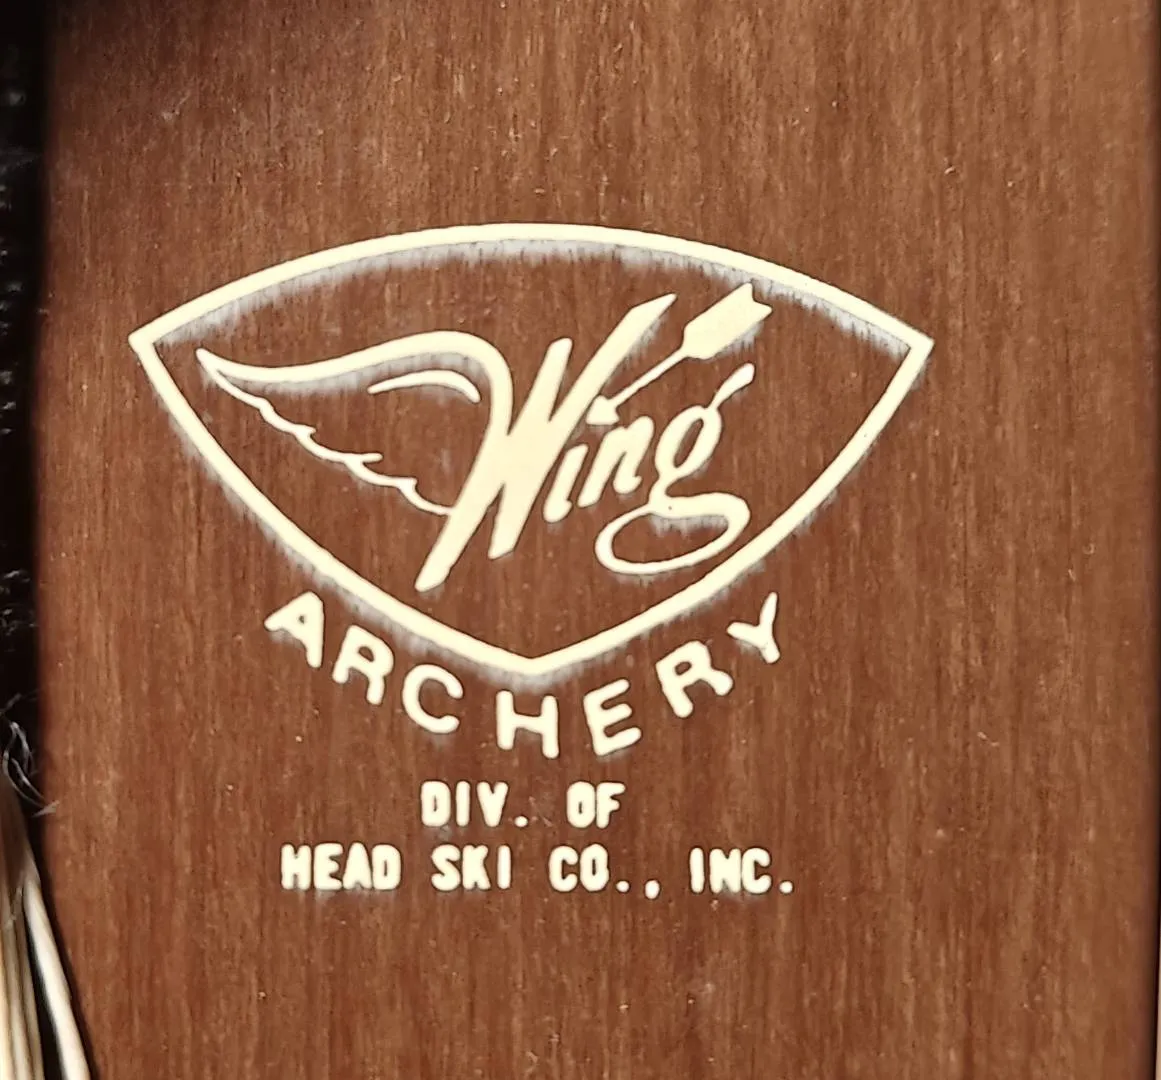 Wing
ARCHERY
DIV. OF
HEAD SKI CO., INC.